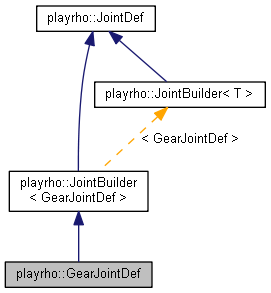 playrho::JointDef
playrho::JointBuilder< T >
< GearJointDef >
playrho::JointBuilder
< GearJointDef >
playrho::GearJointDef